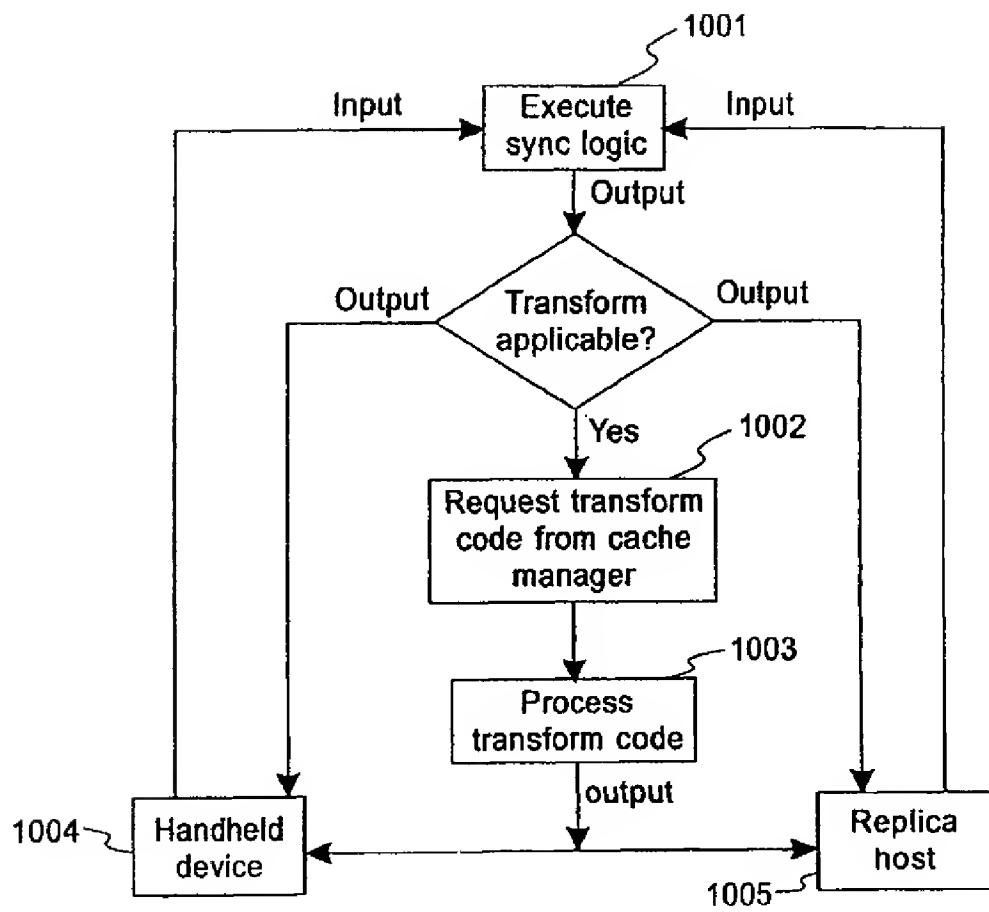 1001
Input
Execute
sync logic
Input
Output
Output
Transform
applicable?
Output
Yes
1002
Request transform
code from cache
manager
1003
Process
transform code
output
1004
Handheld
device
Replica
host
1005